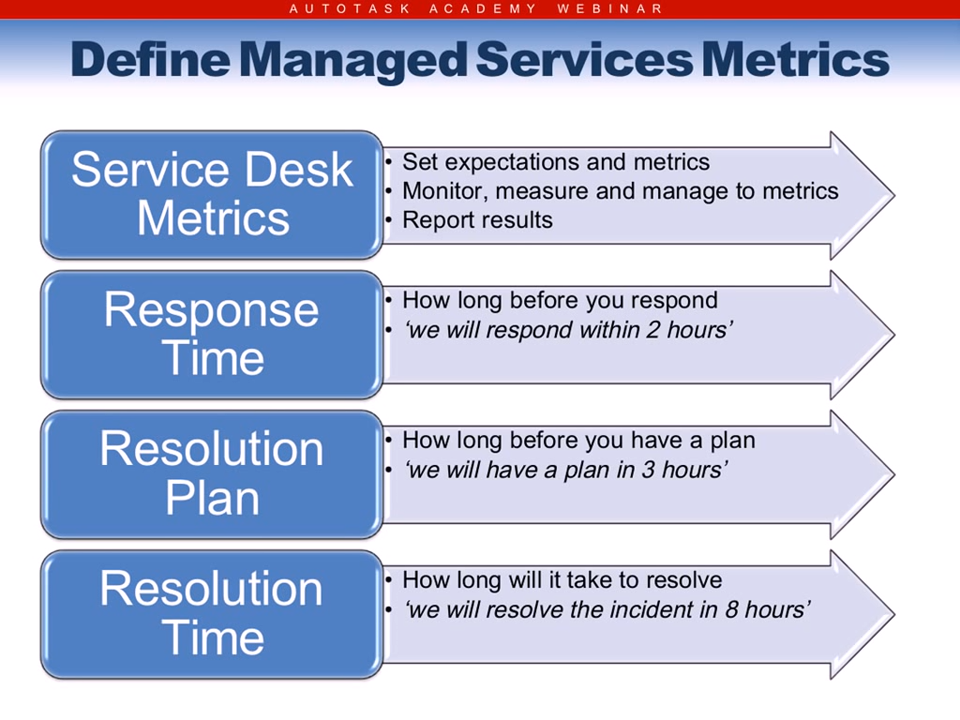 AUTOTASK ACADEMY WEBINAR
Define Managed Services Metrics
Service Desk
Metrics
• Set expectations and metrics
• Monitor, measure and manage to metrics
• Report results
Response
Time
• How long before you respond
• ‘we will respond within 2 hours’
Resolution
Plan
• How long before you have a plan
• ‘we will have a plan in 3 hours’
Resolution
Time
• How long will it take to resolve
• ‘we will resolve the incident in 8 hours’